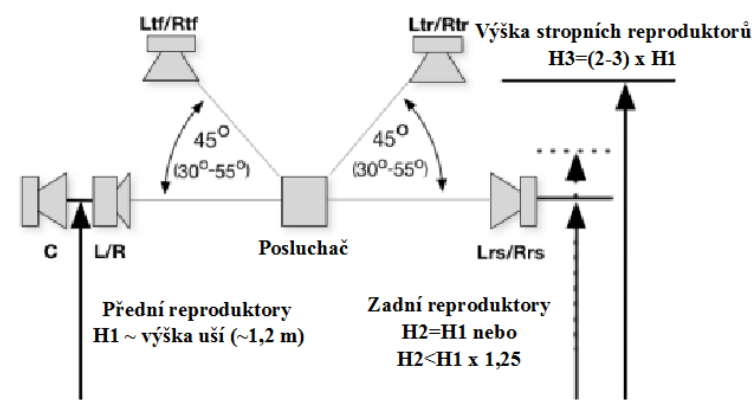 Ltf/Rtf
Ltr/Rtr
Výška stropních reproduktorů
H3=(2-3) x H1
45°
(30°-55°)
45°
(30°-55°)
C
L/R
Posluchač
Lrs/Rrs
Přední reproduktory
H1 ~ výška uší (~1,2 m)
Zadní reproduktory
H2=H1 nebo
H2<H1 x 1,25